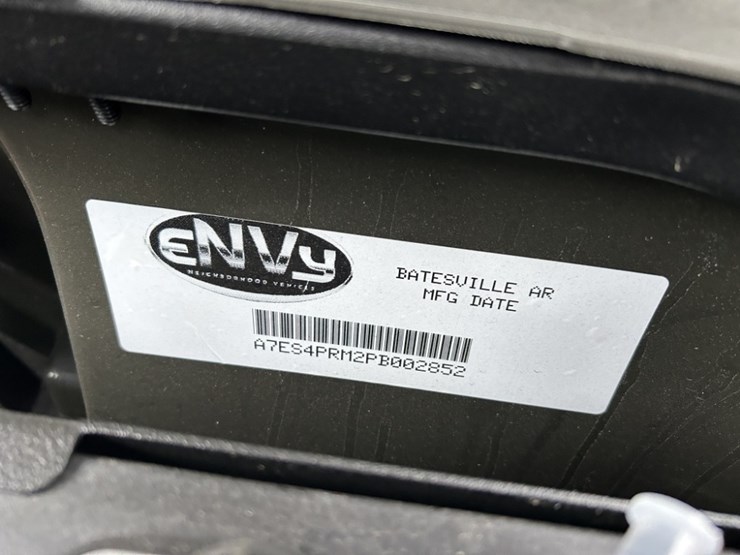 eNVy
NEIGHBORHOOD VEHICLES
BATESVILLE AR
MFG DATE
A7ES4PRM2PB002852